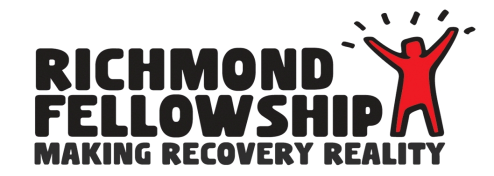 RICHMOND
FELLOWSHIP
MAKING RECOVERY REALITY